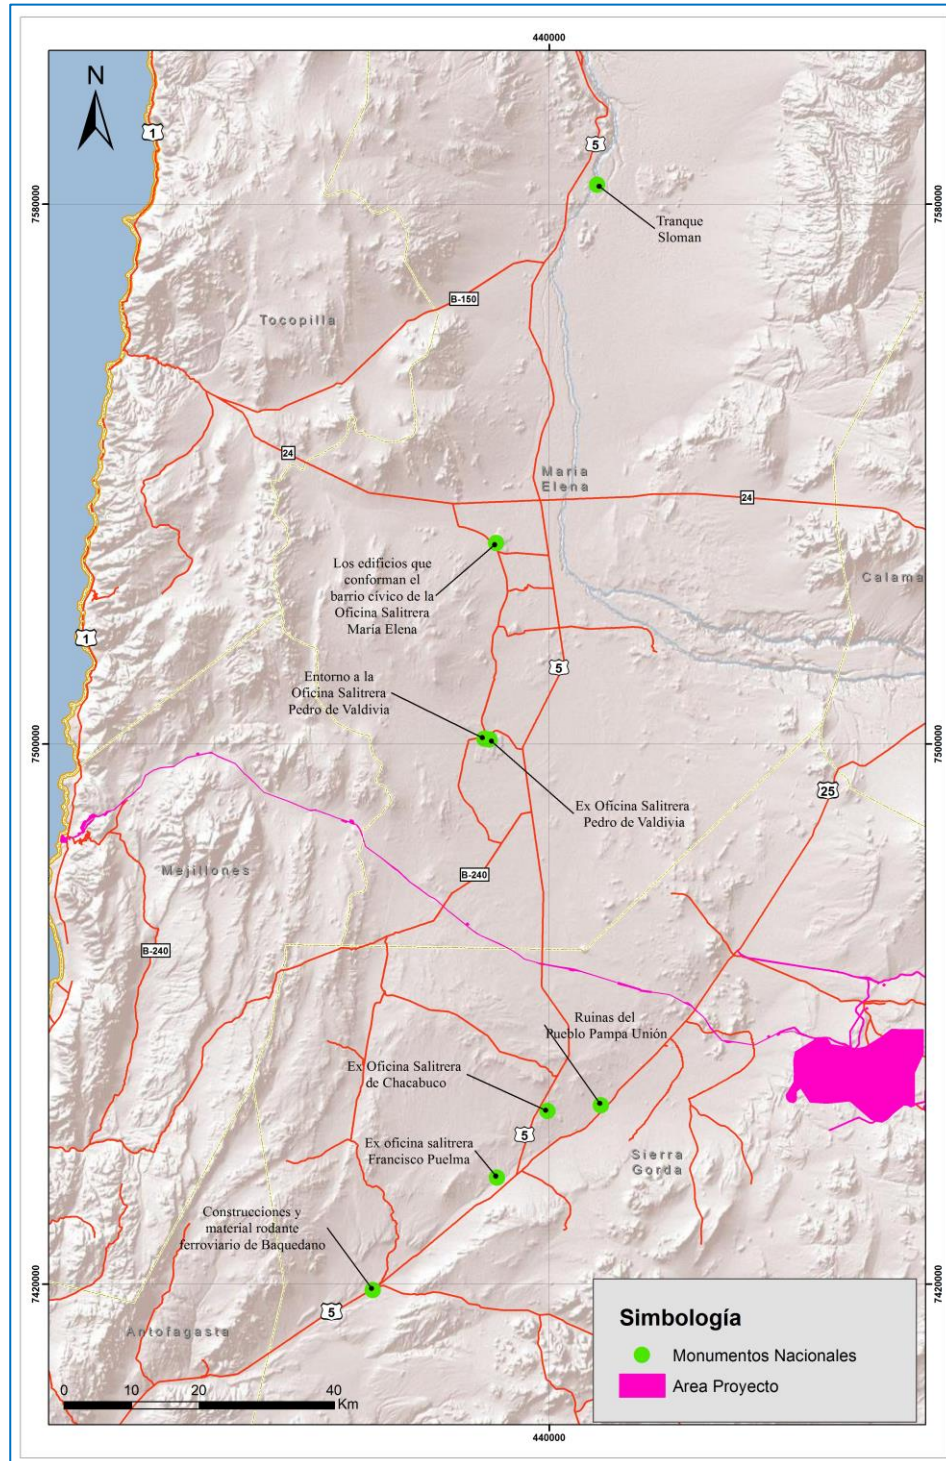 440000
N
1
5
7580000
7580000
Tranque
Sloman
B-150
Tocopilla
24
María
Elena
24
Los edificios que
conforman el
barrio cívico de la
Oficina Salitrera
María Elena
Calama
1
5
Entorno a la
Oficina Salitrera
Pedro de Valdivia
7500000
7500000
25
Ex Oficina Salitrera
Pedro de Valdivia
Mejillones
B-240
B-240
Ruinas del
Pueblo Pampa Unión
Ex Oficina Salitrera
de Chacabuco
5
Ex oficina salitrera
Francisco Puelma
Sierra
Gorda
Construcciones y
material rodante
ferroviario de Baquedano
7420000
7420000
5
Antofagasta
Simbología
Monumentos Nacionales
Area Proyecto
0 10 20 40
Km
440000